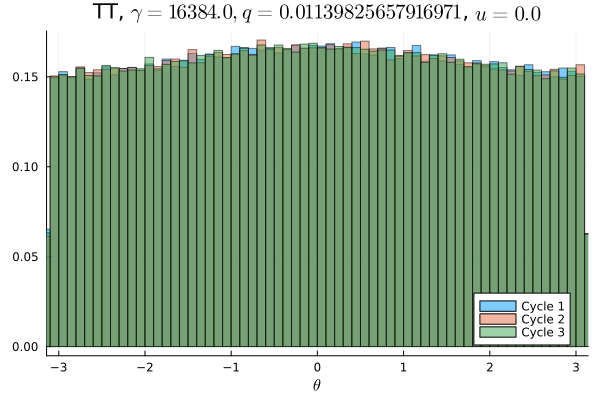 TT, γ = 16384.0, q = 0.01139825657916971, u = 0.0
0.15
0.10
0.05
0.00
−3 −2 −1 0 1 2 3
θ
Cycle 1
Cycle 2
Cycle 3